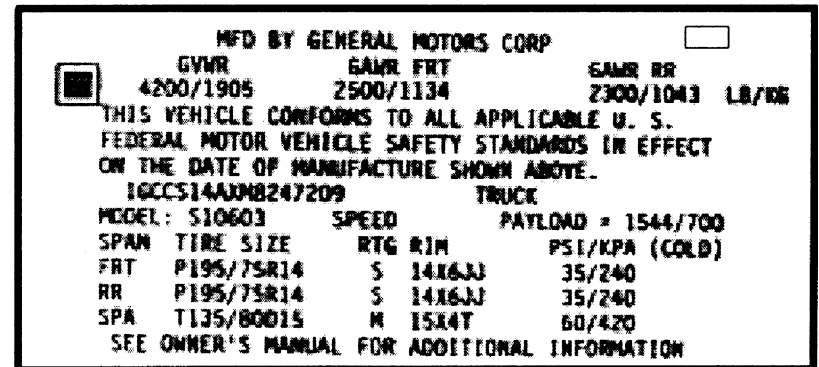 MFD BY GENERAL MOTORS CORP
GVWR GAWR FRT GAWR RR
4200/1905 2500/1134 2300/1043 LB/KG
THIS VEHICLE CONFORMS TO ALL APPLICABLE U. S.
FEDERAL MOTOR VEHICLE SAFETY STANDARDS IN EFFECT
ON THE DATE OF MANUFACTURE SHOWN ABOVE.
1GCCS14AXM8247209 TRUCK
MODEL: S10603 SPEED PAYLOAD = 1544/700
SPAN TIRE SIZE RTG RIM PSI/KPA (COLD)
FRT P195/75R14 S 14X6JJ 35/240
RR P195/75R14 S 14X6JJ 35/240
SPA T135/80D15 M 15X4T 60/420
SEE OWNER'S MANUAL FOR ADDITIONAL INFORMATION